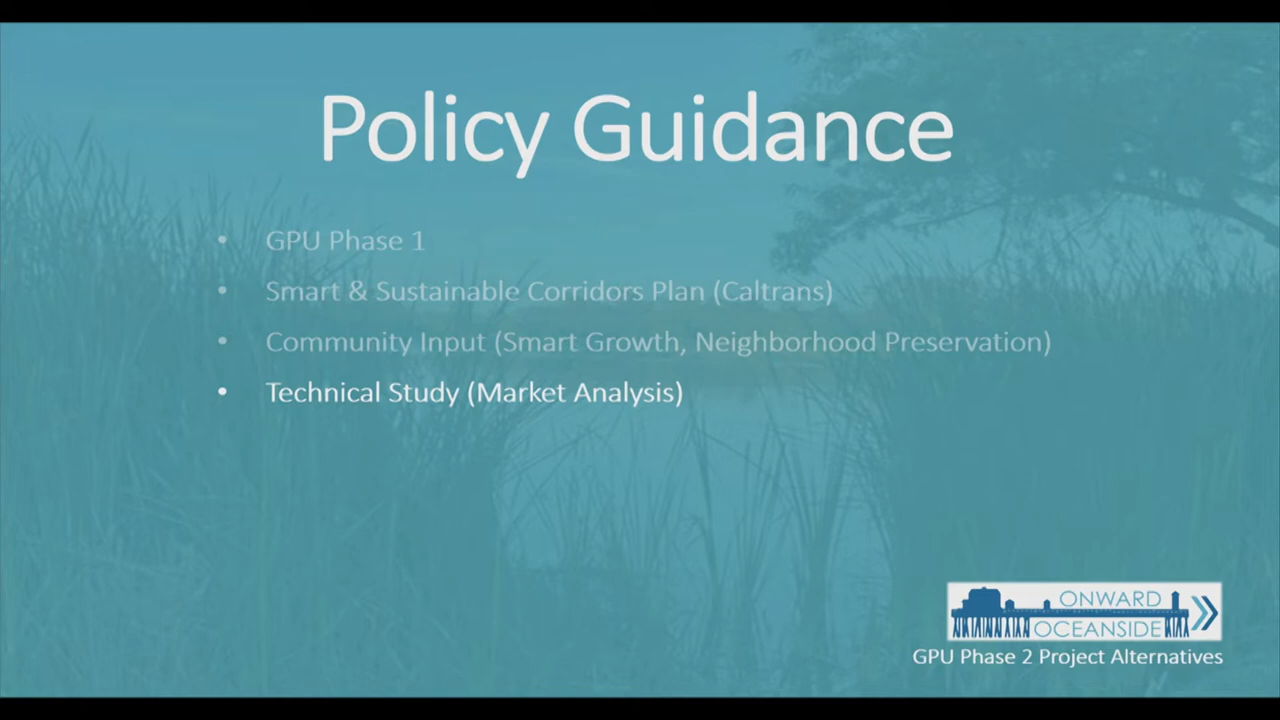 Policy Guidance
• GPU Phase 1
• Smart & Sustainable Corridors Plan (Caltrans)
• Community Input (Smart Growth, Neighborhood Preservation)
• Technical Study (Market Analysis)
ONWARD
OCEANSIDE
GPU Phase 2 Project Alternatives